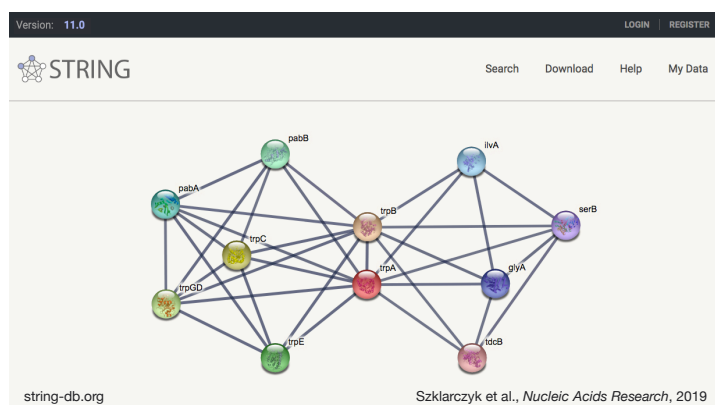 Version: 11.0 LOGIN | REGISTER
STRING Search Download Help My Data
pabB
ilvA
pabA
trpB
serB
trpC
trpA
glyA
trpGD
trpE
tdcB
string-db.org Szklarczyk et al., Nucleic Acids Research, 2019